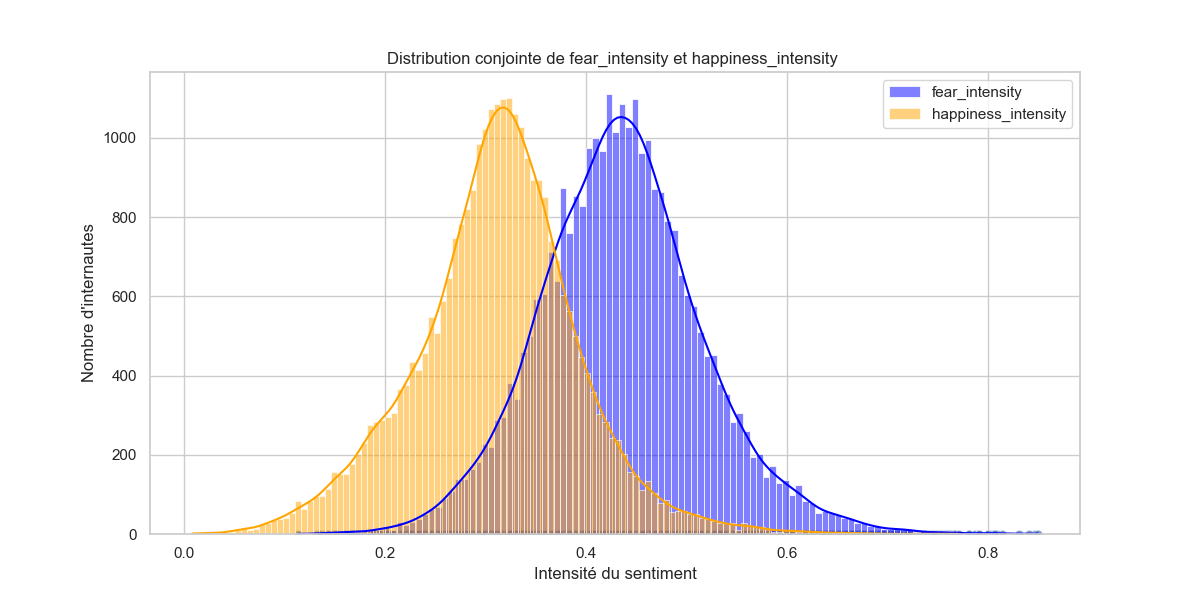 Distribution conjointe de fear_intensity et happiness_intensity
fear_intensity
happiness_intensity
1000
800
600
400
200
0
Nombre d'internautes
0.0
0.2
0.4
0.6
0.8
Intensité du sentiment